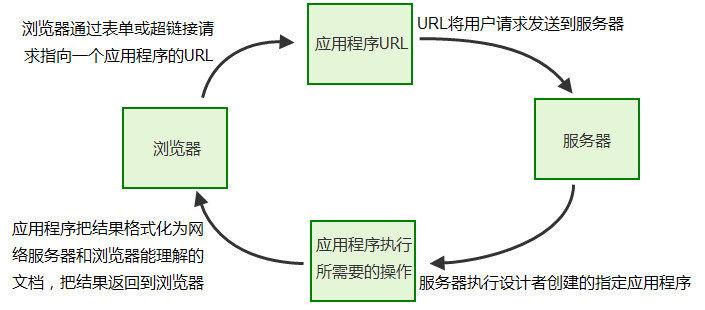 浏览器通过表单或超链接请
求指向一个应用程序的URL
应用程序URL
URL将用户请求发送到服务器
浏览器
服务器
应用程序把结果格式化为网
络服务器和浏览器能理解的
文档，把结果返回到浏览器
应用程序执行
所需要的操作
服务器执行设计者创建的指定应用程序